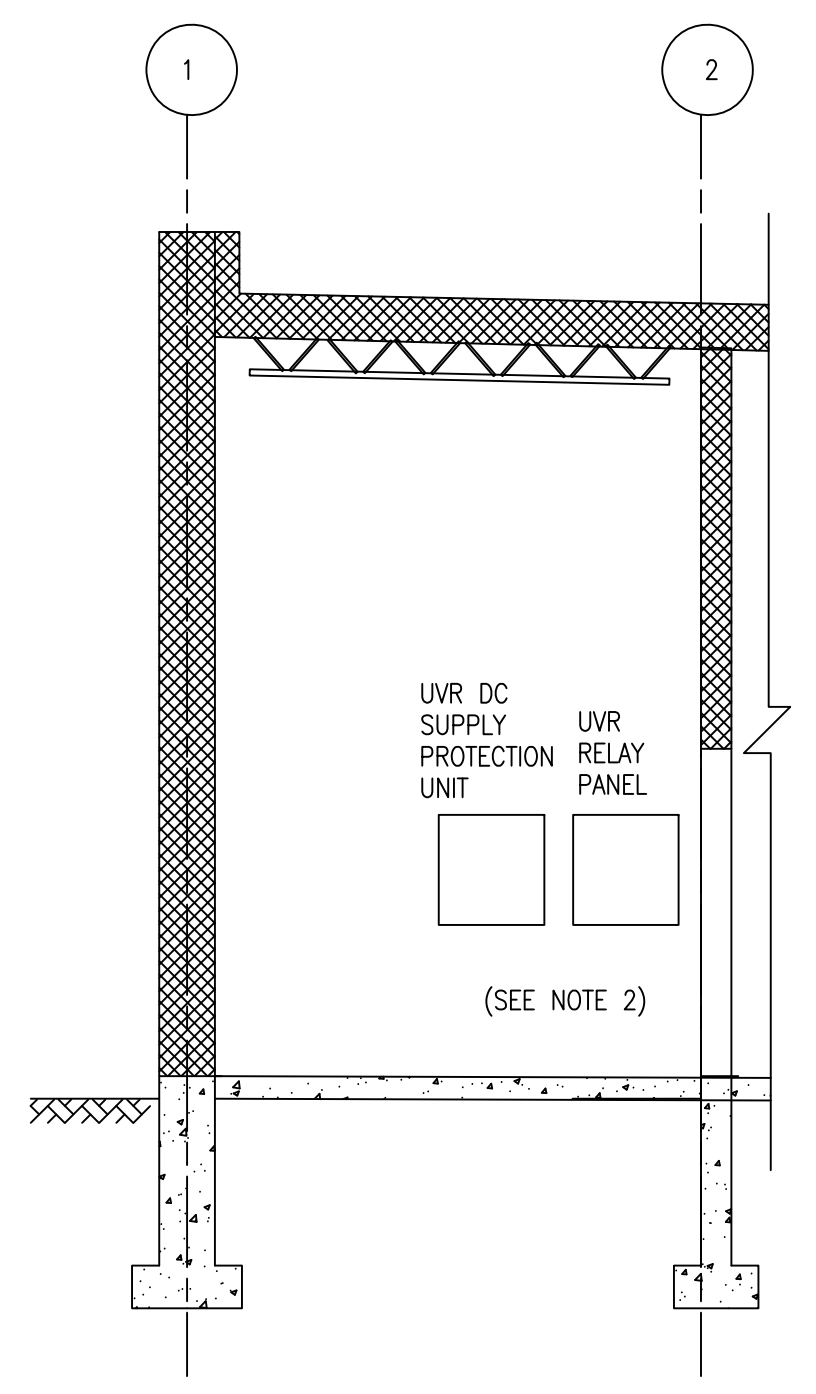 1
2
UVR DC
SUPPLY
PROTECTION
UNIT
UVR
RELAY
PANEL
(SEE NOTE 2)